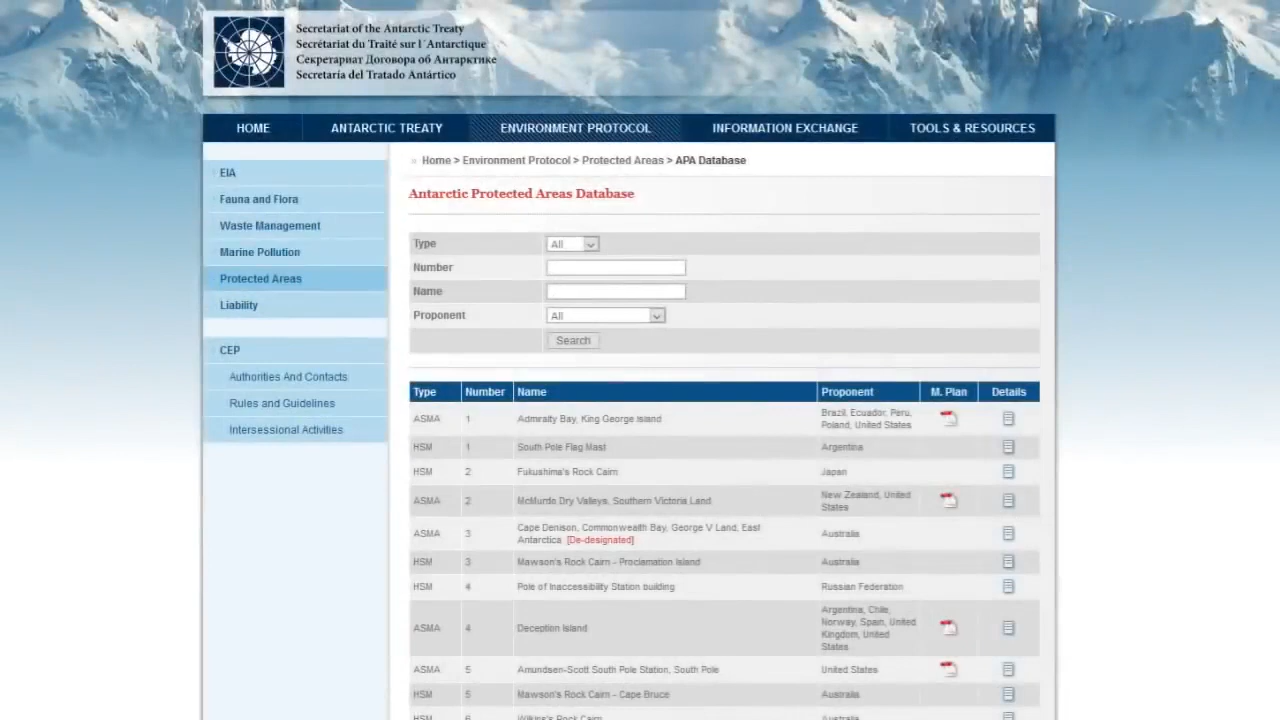 Secretariat of the Antarctic Treaty
Secrétariat du Traité sur l'Antarctique
Секретариат Договора об Антарктике
Secretaria del Tratado Antártico
HOME ANTARCTIC TREATY ENVIRONMENT PROTOCOL INFORMATION EXCHANGE TOOLS & RESOURCES
EIA
Fauna and Flora
Waste Management
Marine Pollution
Protected Areas
Liability
CEP
Authorities And Contacts
Rules and Guidelines
Intersessional Activities
Home > Environment Protocol > Protected Areas > APA Database
Antarctic Protected Areas Database
Type All
Number
Name
Proponent All
Search
Type Number Name Proponent M. Plan Details
ASMA 1 Admiralty Bay, King George Island Brazil, Ecuador, Peru,
Poland, United States
HSM 1 South Pole Flag Mast Argentina
HSM 2 Fukushima's Rock Cairn Japan
ASMA 2 McMurdo Dry Valleys, Southern Victoria Land New Zealand, United
States
ASMA 3 Cape Denison, Commonwealth Bay, George V Land, East
Antarctica [De-designated] Australia
HSM 3 Mawson's Rock Cairn - Proclamation Island Australia
HSM 4 Pole of Inaccessibility Station building Russian Federation
ASMA 4 Deception Island Argentina, Chile,
Norway, Spain, United
Kingdom, United
States
ASMA 5 Amundsen-Scott South Pole Station, South Pole United States
HSM 5 Mawson's Rock Cairn - Cape Bruce Australia
HSM 6 Wilkins's Rock Cairn Australia